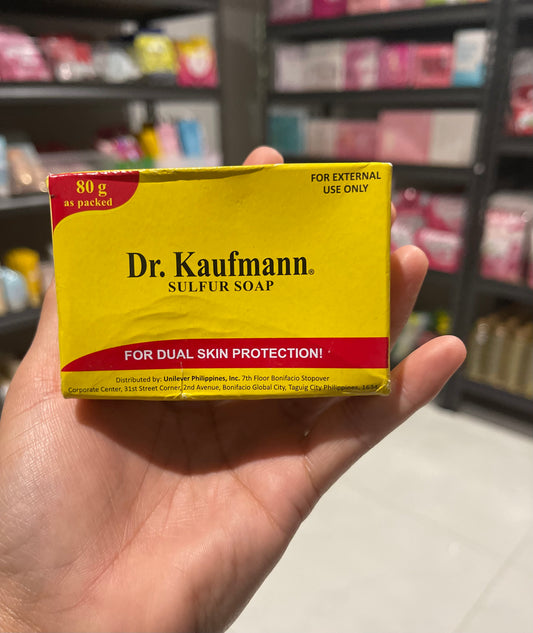 80 g
as packed
FOR EXTERNAL
USE ONLY
Dr. Kaufmann®
SULFUR SOAP
FOR DUAL SKIN PROTECTION!
Distributed by: Unilever Philippines, Inc. 7th Floor Bonifacio Stopover
Corporate Center, 31st Street Corner, 2nd Avenue, Bonifacio Global City, Taguig City Philippines, 1634